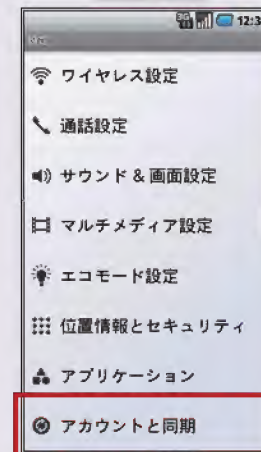 3G 12:3
設定
ワイヤレス設定
通話設定
サウンド & 画面設定
マルチメディア設定
エコモード設定
位置情報とセキュリティ
アプリケーション
アカウントと同期